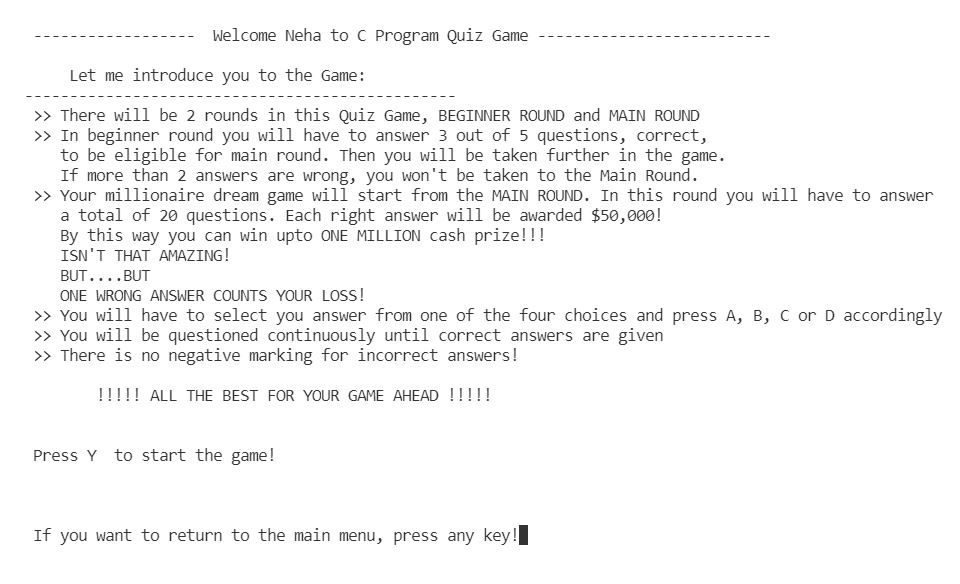 ------------------  Welcome Neha to C Program Quiz Game --------------------------
Let me introduce you to the Game:
------------------------------------------------
>> There will be 2 rounds in this Quiz Game, BEGINNER ROUND and MAIN ROUND
>> In beginner round you will have to answer 3 out of 5 questions, correct,
to be eligible for main round. Then you will be taken further in the game.
If more than 2 answers are wrong, you won't be taken to the Main Round.
>> Your millionaire dream game will start from the MAIN ROUND. In this round you will have to answer
a total of 20 questions. Each right answer will be awarded $50,000!
By this way you can win upto ONE MILLION cash prize!!!
ISN'T THAT AMAZING!
BUT....BUT
ONE WRONG ANSWER COUNTS YOUR LOSS!
>> You will have to select you answer from one of the four choices and press A, B, C or D accordingly
>> You will be questioned continuously until correct answers are given
>> There is no negative marking for incorrect answers!
!!!!! ALL THE BEST FOR YOUR GAME AHEAD !!!!!
Press Y  to start the game!
If you want to return to the main menu, press any key!